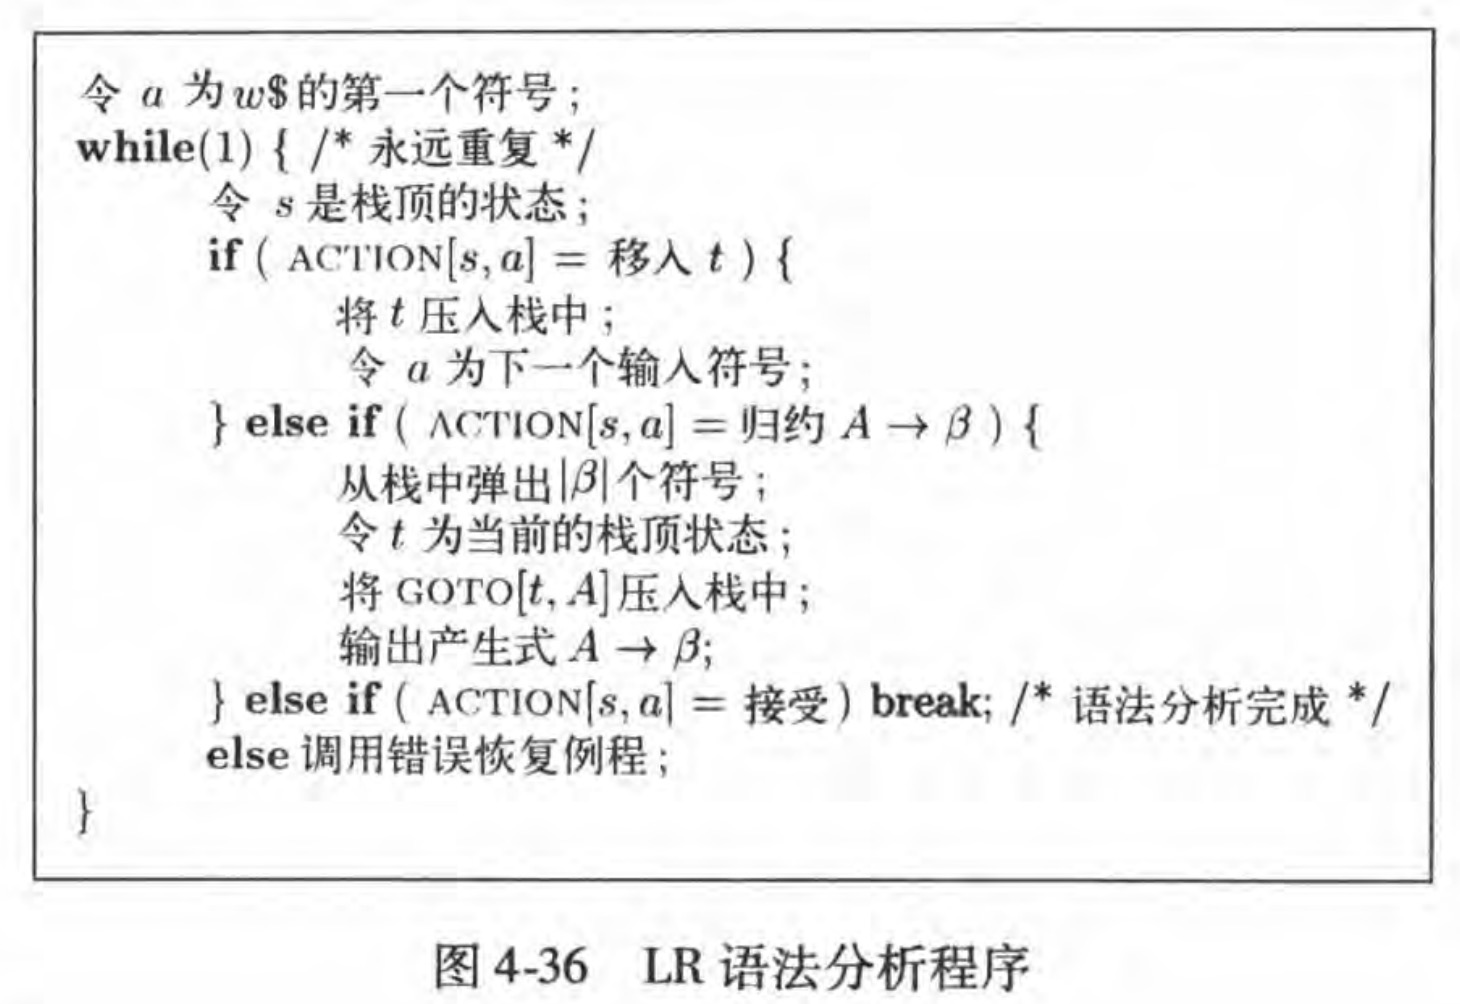 令 a 为w$的第一个符号;
while(1) { /* 永远重复 */
令 s是栈顶的状态;
if ( ACTION[s, a] = 移入 t ) {
将 t 压入栈中;
令 a 为下一个输入符号;
} else if ( ACTION[s, a] = 归约 A → β ) {
从栈中弹出|β|个符号;
令 t 为当前的栈顶状态;
将 GOTO[t, A]压入栈中;
输出产生式 A → β;
} else if ( ACTION[s, a] = 接受) break; /* 语法分析完成 */
else 调用错误恢复例程;
}
图 4-36 LR 语法分析程序